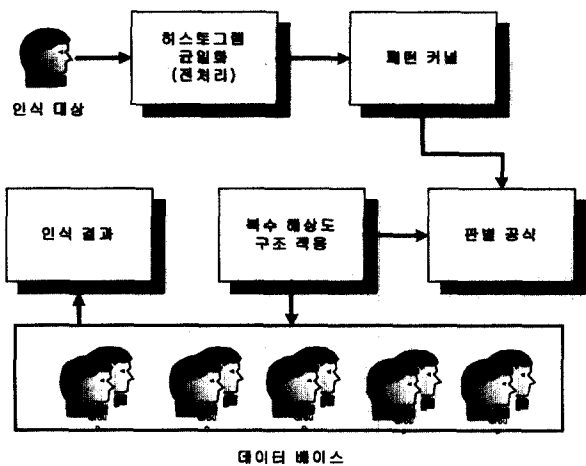 히스토그램
균일화
(전처리)
패턴 커널
인식 대상
인식 결과
복수 해상도
구조 적용
판별 공식
데이터 베이스